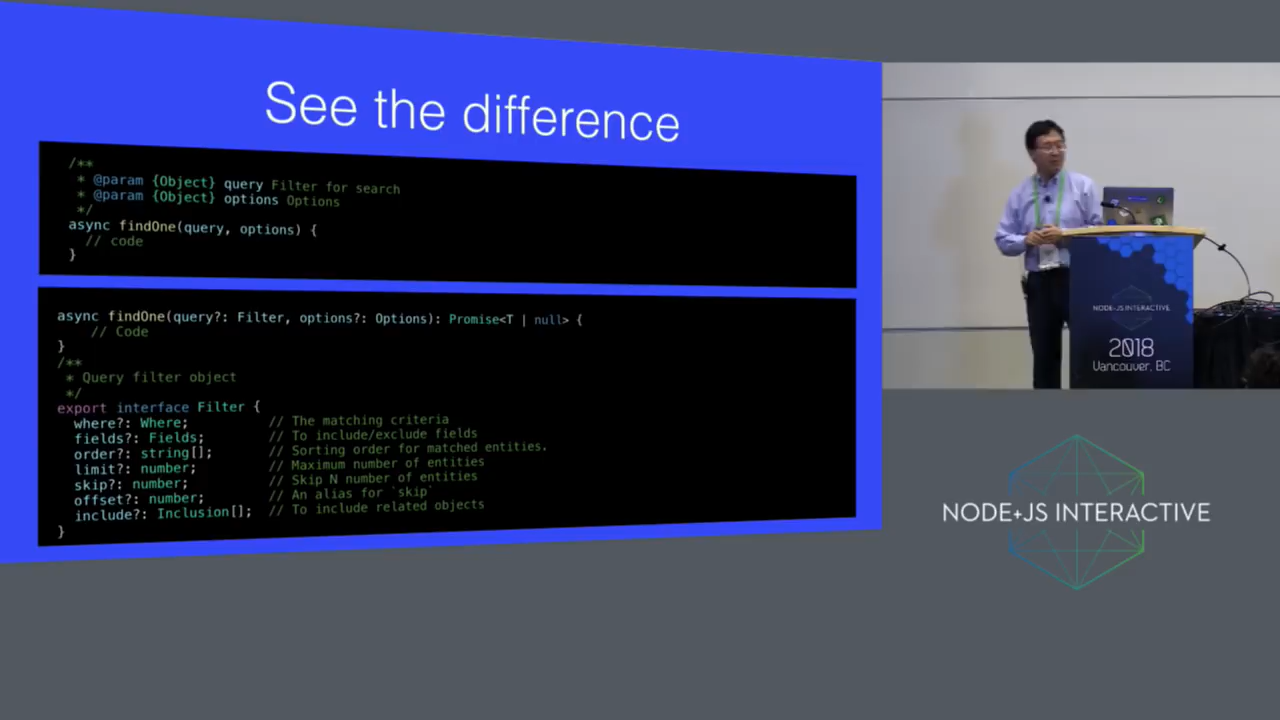 See the difference
/**
 * @param {Object} query Filter for search
 * @param {Object} options Options
 */
async findOne(query, options) {
  // code
}
async findOne(query?: Filter, options?: Options): Promise<T | null> {
    // Code
}
/**
 * Query filter object
 */
export interface Filter {
  where?: Where; // The matching criteria
  fields?: Fields; // To include/exclude fields
  order?: string[]; // Sorting order for matched entities.
  limit?: number; // Maximum number of entities
  skip?: number; // Skip N number of entities
  offset?: number; // An alias for `skip`
  include?: Inclusion[]; // To include related objects
}
NODE+JS INTERACTIVE
2018
Vancouver, BC
NODE+JS INTERACTIVE